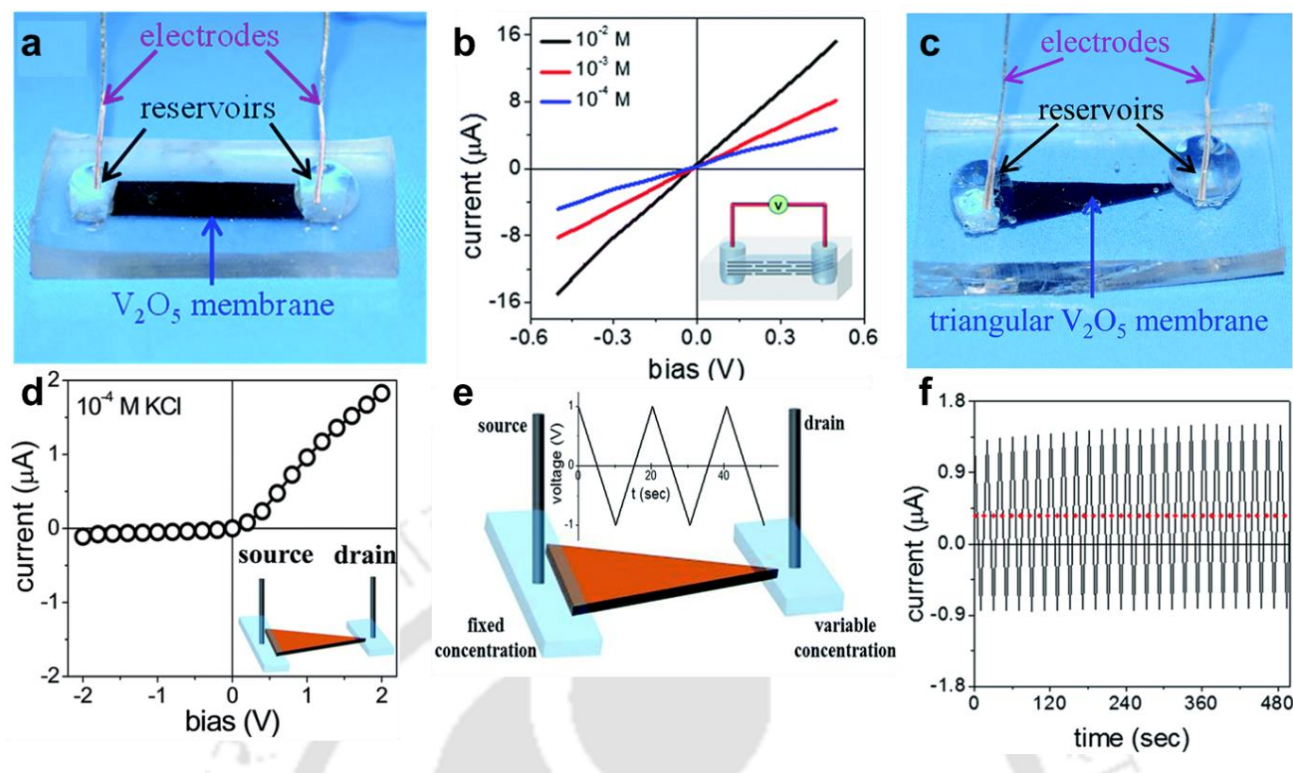 a
electrodes
reservoirs
V₂O₅ membrane
b
10⁻² M
10⁻³ M
10⁻⁴ M
16
8
0
-8
-16
current (μA)
V
-0.6
-0.3
0.0
0.3
0.6
bias (V)
c
electrodes
reservoirs
triangular V₂O₅ membrane
d
10⁻⁴ M KCl
2
1
0
-1
-2
current (μA)
source
drain
-2
-1
0
1
2
bias (V)
e
source
drain
voltage (V)
1
0
-1
0
20
40
t (sec)
fixed
concentration
variable
concentration
f
1.8
0.9
0.0
-0.9
-1.8
current (μA)
0
120
240
360
480
time (sec)